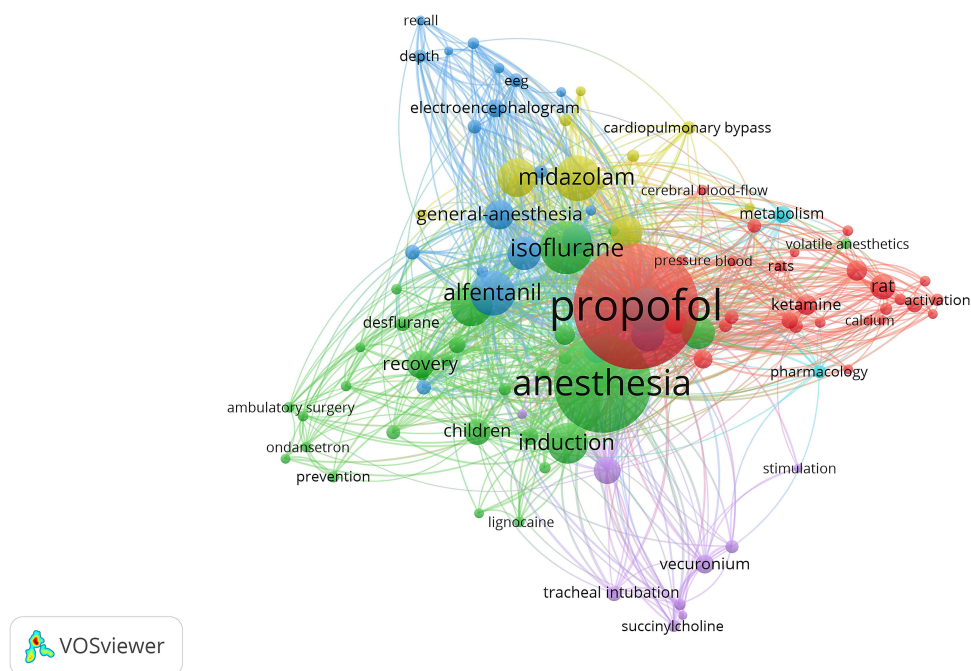 recall
depth
eeg
electroencephalogram
cardiopulmonary bypass
midazolam
cerebral blood-flow
general-anesthesia
metabolism
isoflurane
volatile anesthetics
pressure blood
rats
alfentanil
rat
propofol
activation
ketamine
desflurane
calcium
recovery
pharmacology
anesthesia
ambulatory surgery
children
induction
ondansetron
stimulation
prevention
lignocaine
vecuronium
tracheal intubation
succinylcholine
VOSviewer